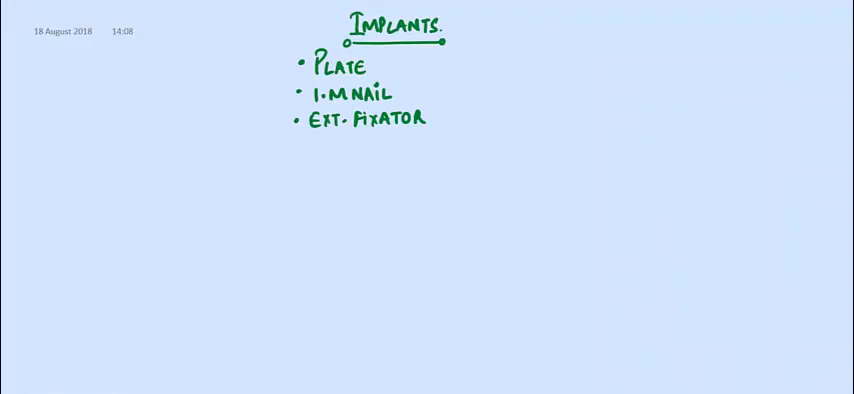 IMPLANTS.
18 August 2018 14:08
• PLATE
• I.M NAIL
• EXT. FIXATOR